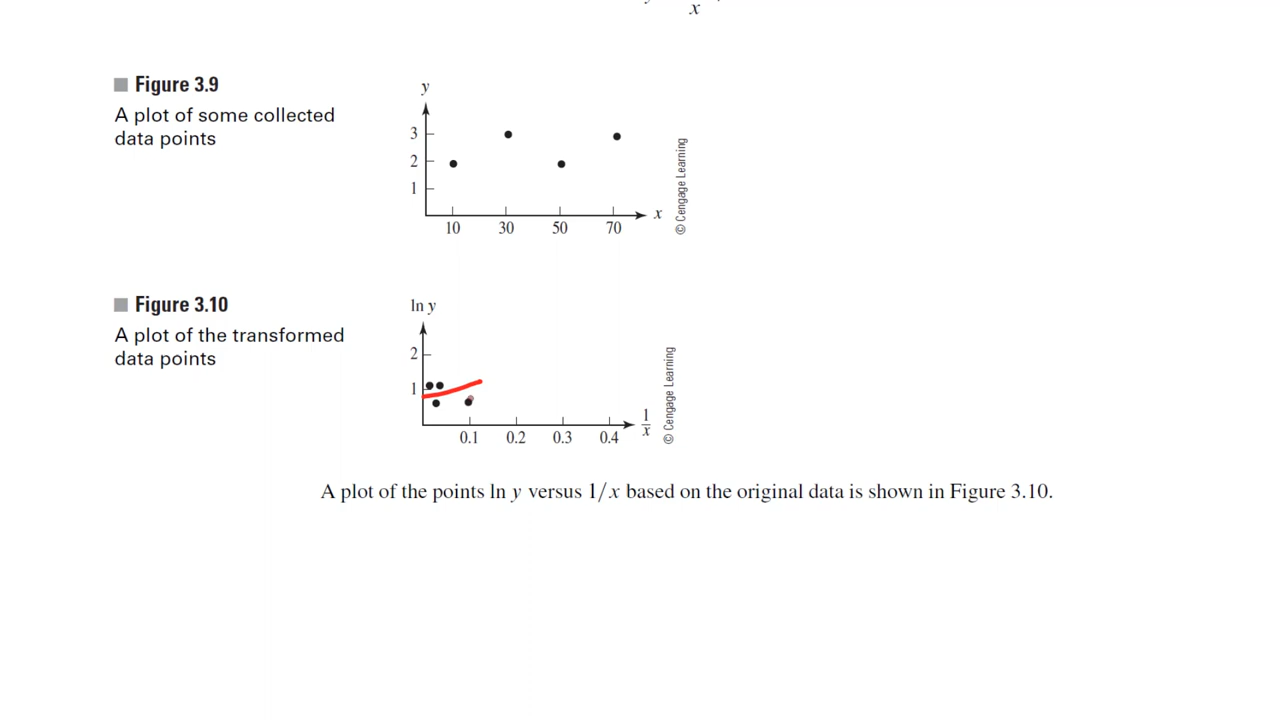 x
Figure 3.9
A plot of some collected
data points
y
3
2
1
10 30 50 70
x
© Cengage Learning
Figure 3.10
A plot of the transformed
data points
ln y
2
1
0.1 0.2 0.3 0.4
1
x
© Cengage Learning
A plot of the points ln y versus 1/x based on the original data is shown in Figure 3.10.